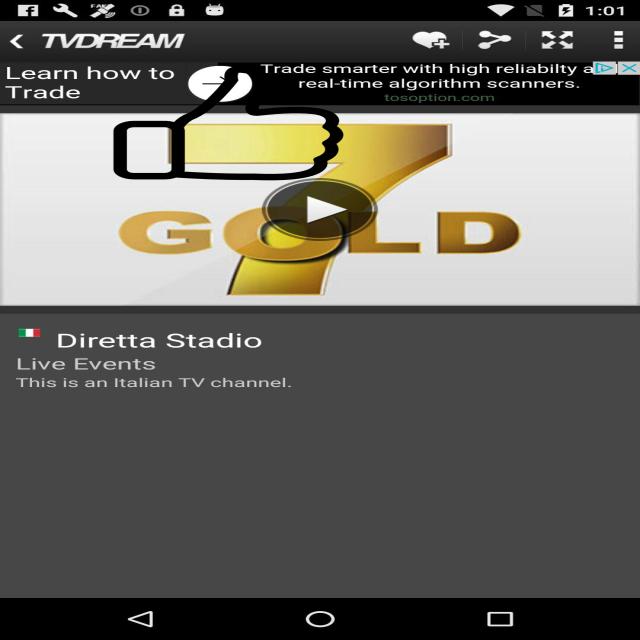 1:01
TVDREAM
Learn how to
Trade
Trade smarter with high reliabilty a
real-time algorithm scanners.
tosoption.com
7
GOLD
Diretta Stadio
Live Events
This is an Italian TV channel.